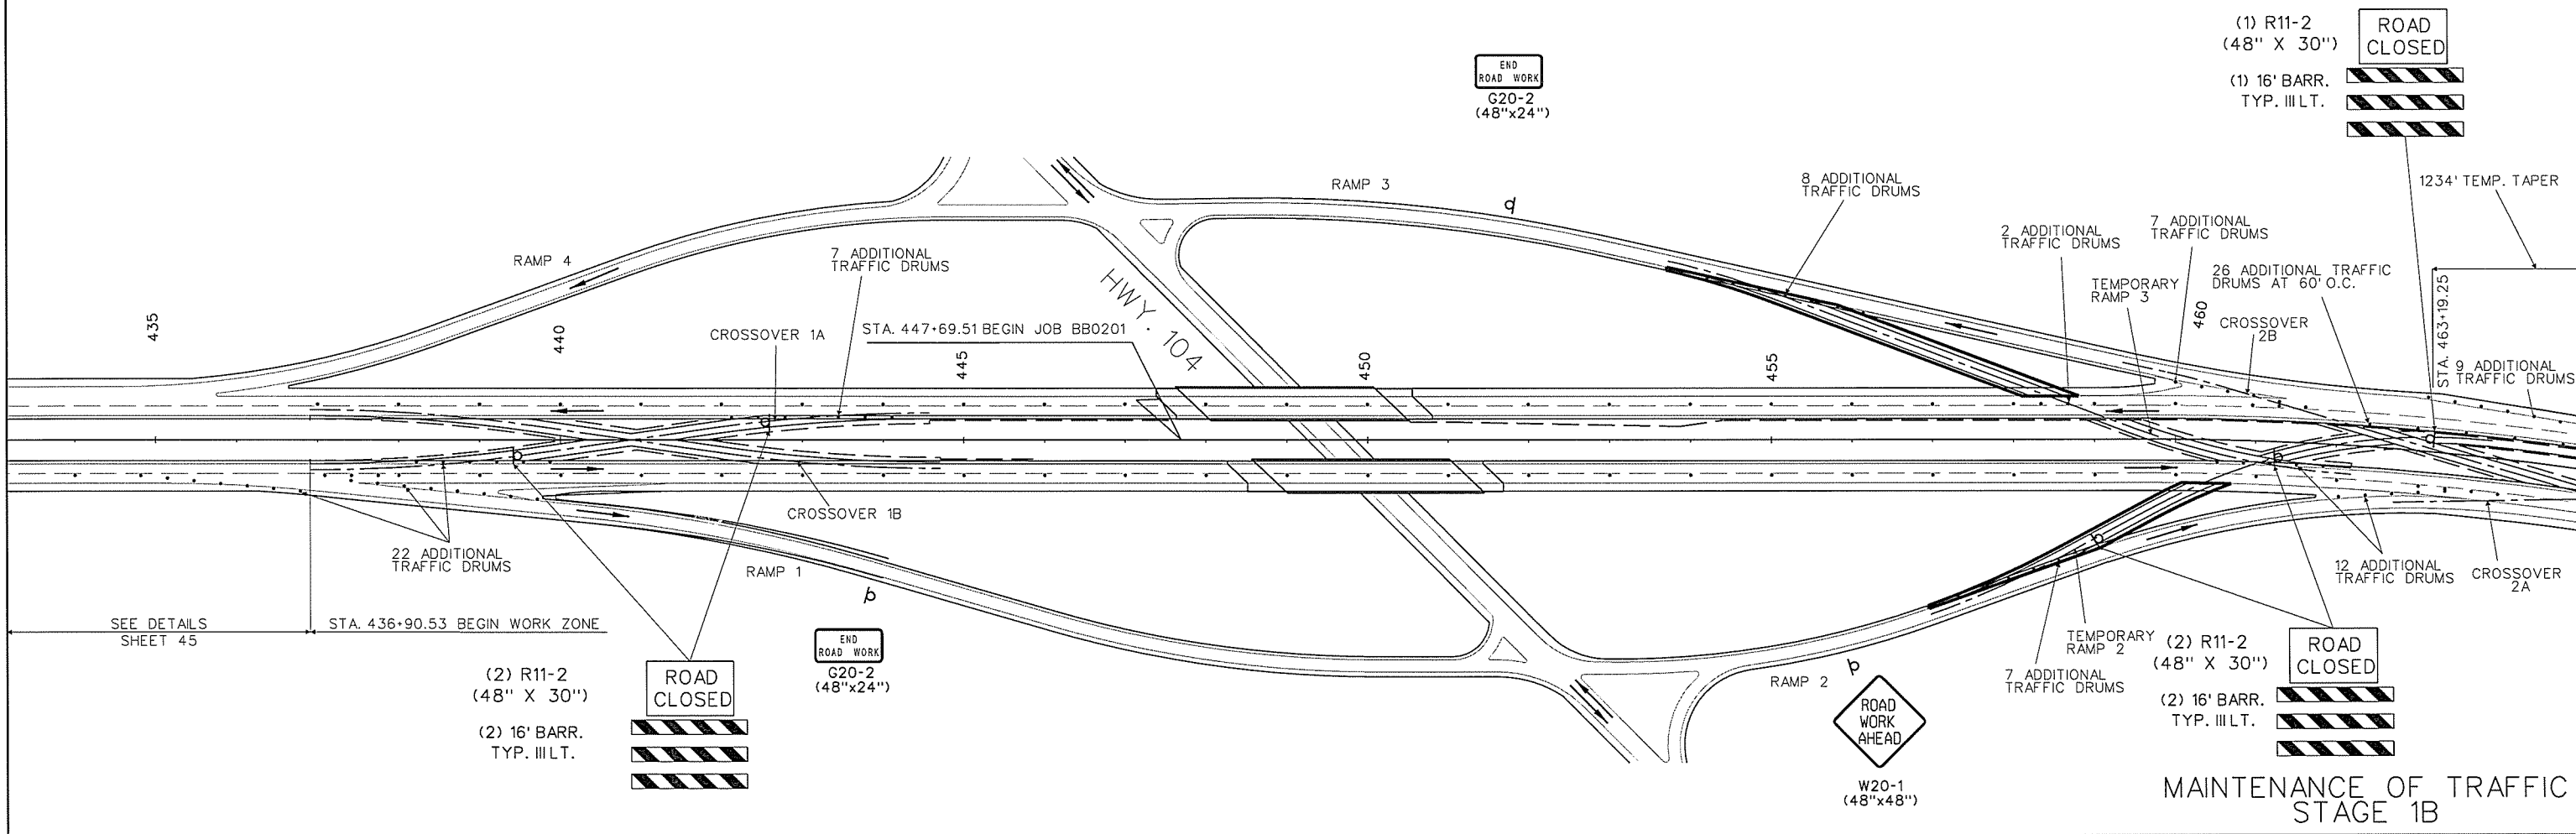 (1) R11-2
(48" X 30")
ROAD
CLOSED
(1) 16' BARR.
TYP. III LT.
END
ROAD WORK
G20-2
(48"x24")
1234' TEMP. TAPER
RAMP 3
8 ADDITIONAL
TRAFFIC DRUMS
2 ADDITIONAL
TRAFFIC DRUMS
7 ADDITIONAL
TRAFFIC DRUMS
26 ADDITIONAL TRAFFIC
DRUMS AT 60' O.C.
TEMPORARY
RAMP 3
460
CROSSOVER
2B
STA. 463+19.25
9 ADDITIONAL
TRAFFIC DRUMS
RAMP 4
7 ADDITIONAL
TRAFFIC DRUMS
HWY. 104
435
440
CROSSOVER 1A
STA. 447+69.51 BEGIN JOB BB0201
445
450
455
CROSSOVER 1B
22 ADDITIONAL
TRAFFIC DRUMS
RAMP 1
12 ADDITIONAL
TRAFFIC DRUMS
CROSSOVER
2A
SEE DETAILS
SHEET 45
STA. 436+90.53 BEGIN WORK ZONE
END
ROAD WORK
G20-2
(48"x24")
(2) R11-2
(48" X 30")
ROAD
CLOSED
(2) 16' BARR.
TYP. III LT.
RAMP 2
TEMPORARY
RAMP 2
7 ADDITIONAL
TRAFFIC DRUMS
ROAD
WORK
AHEAD
W20-1
(48"x48")
(2) R11-2
(48" X 30")
ROAD
CLOSED
(2) 16' BARR.
TYP. III LT.
MAINTENANCE OF TRAFFIC
STAGE 1B